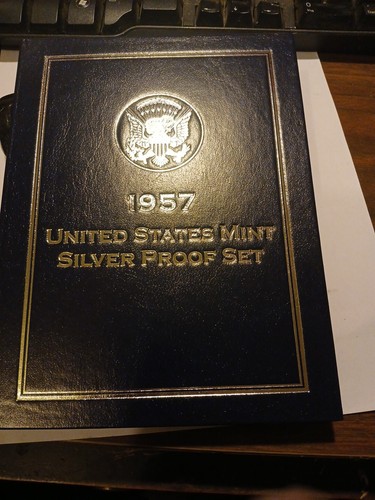 1957
UNITED STATES MINT
SILVER PROOF SET